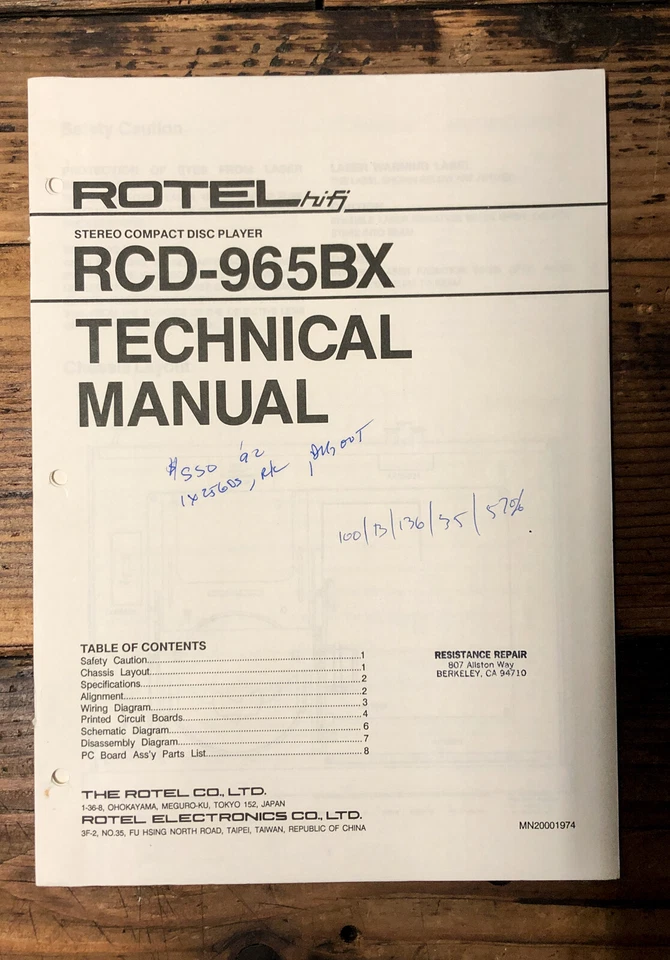 ROTEL hifi
STEREO COMPACT DISC PLAYER
RCD-965BX
TECHNICAL
MANUAL
$550 '92
1x256OS, R/C, DIG OUT
100/13/136/35/57%
TABLE OF CONTENTS
Safety Caution........1
Chassis Layout........1
Specifications........2
Alignment........2
Wiring Diagram........3
Printed Circuit Boards........4
Schematic Diagram........6
Disassembly Diagram........7
PC Board Ass'y Parts List........8
RESISTANCE REPAIR
807 Allston Way
BERKELEY, CA 94710
THE ROTEL CO., LTD.
1-36-8, OHOKAYAMA, MEGURO-KU, TOKYO 152, JAPAN
ROTEL ELECTRONICS CO., LTD.
3F-2, NO.35, FU HSING NORTH ROAD, TAIPEI, TAIWAN, REPUBLIC OF CHINA
MN20001974